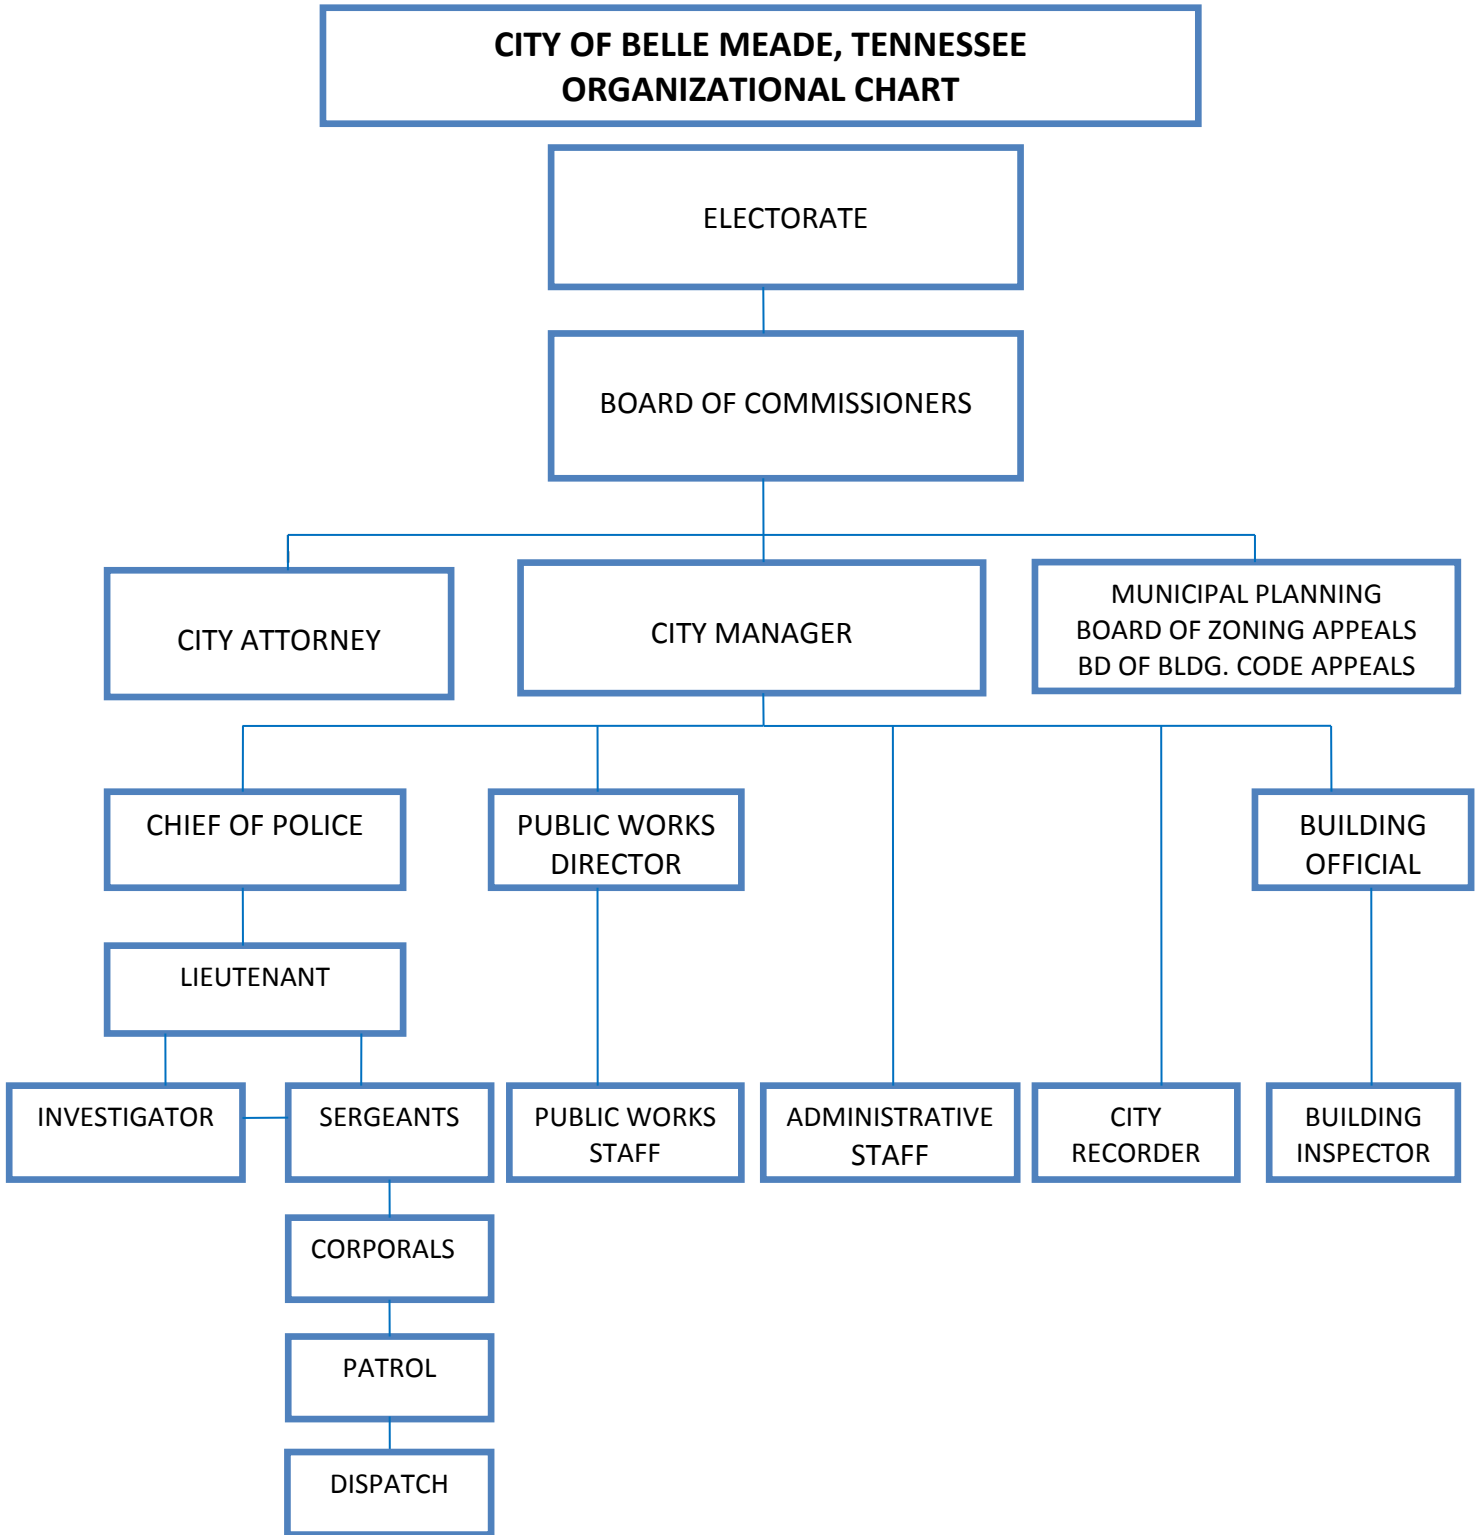 CITY OF BELLE MEADE, TENNESSEE
ORGANIZATIONAL CHART
ELECTORATE
BOARD OF COMMISSIONERS
CITY ATTORNEY
CITY MANAGER
MUNICIPAL PLANNING
BOARD OF ZONING APPEALS
BD OF BLDG. CODE APPEALS
CHIEF OF POLICE
PUBLIC WORKS
DIRECTOR
BUILDING
OFFICIAL
LIEUTENANT
INVESTIGATOR
SERGEANTS
PUBLIC WORKS
STAFF
ADMINISTRATIVE
STAFF
CITY
RECORDER
BUILDING
INSPECTOR
CORPORALS
PATROL
DISPATCH